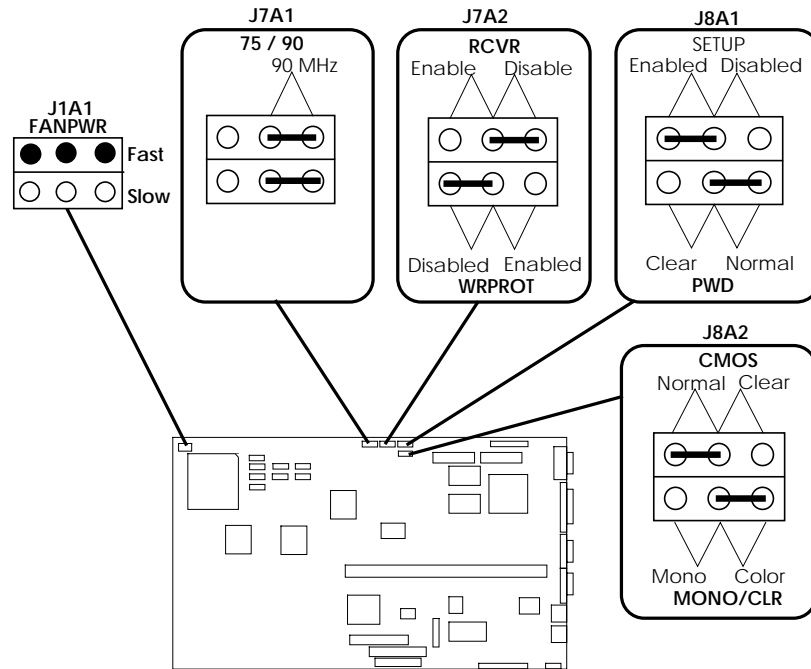 J7A1
75 / 90
90 MHz
J7A2
RCVR
Enable Disable
Disabled Enabled
WRPROT
J8A1
SETUP
Enabled Disabled
Clear Normal
PWD
J1A1
FANPWR
Fast
Slow
J8A2
CMOS
Normal Clear
Mono Color
MONO/CLR